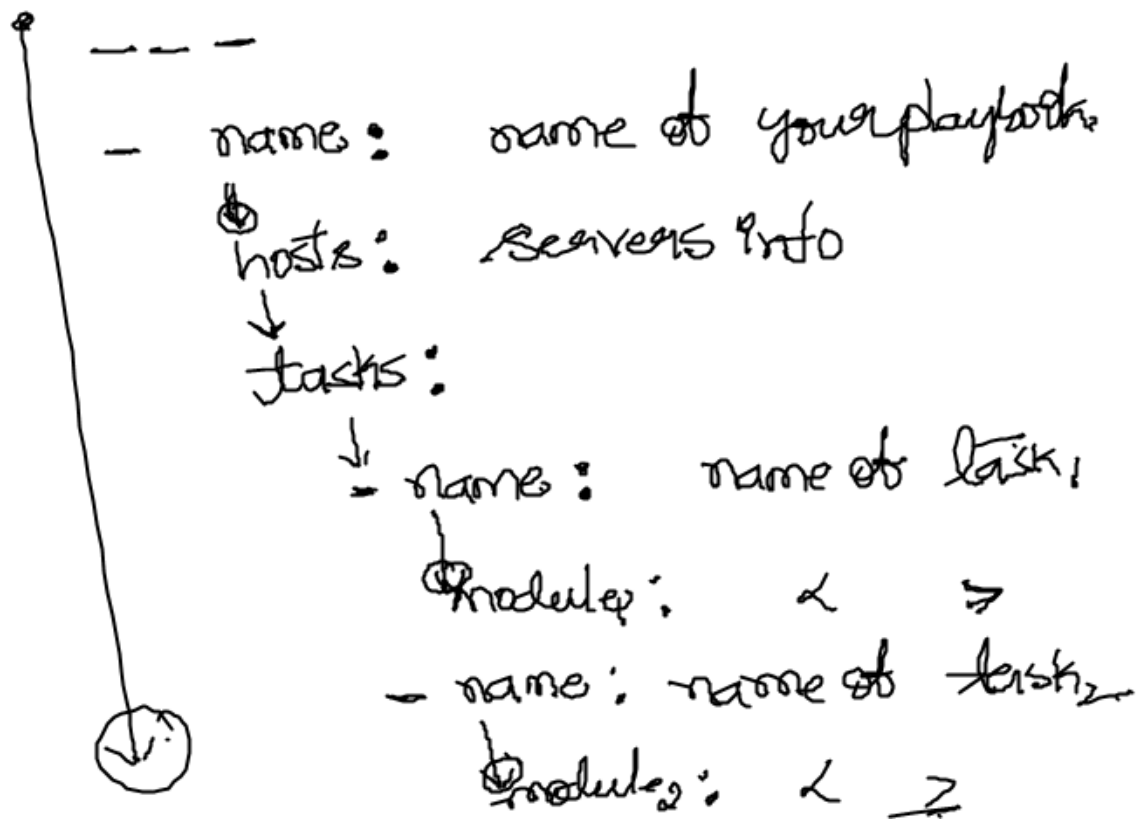 ---
- name: name of your playbook.
hosts: servers info
tasks:
- name: name of task1
module1: < >
- name: name of task2
module2: < >